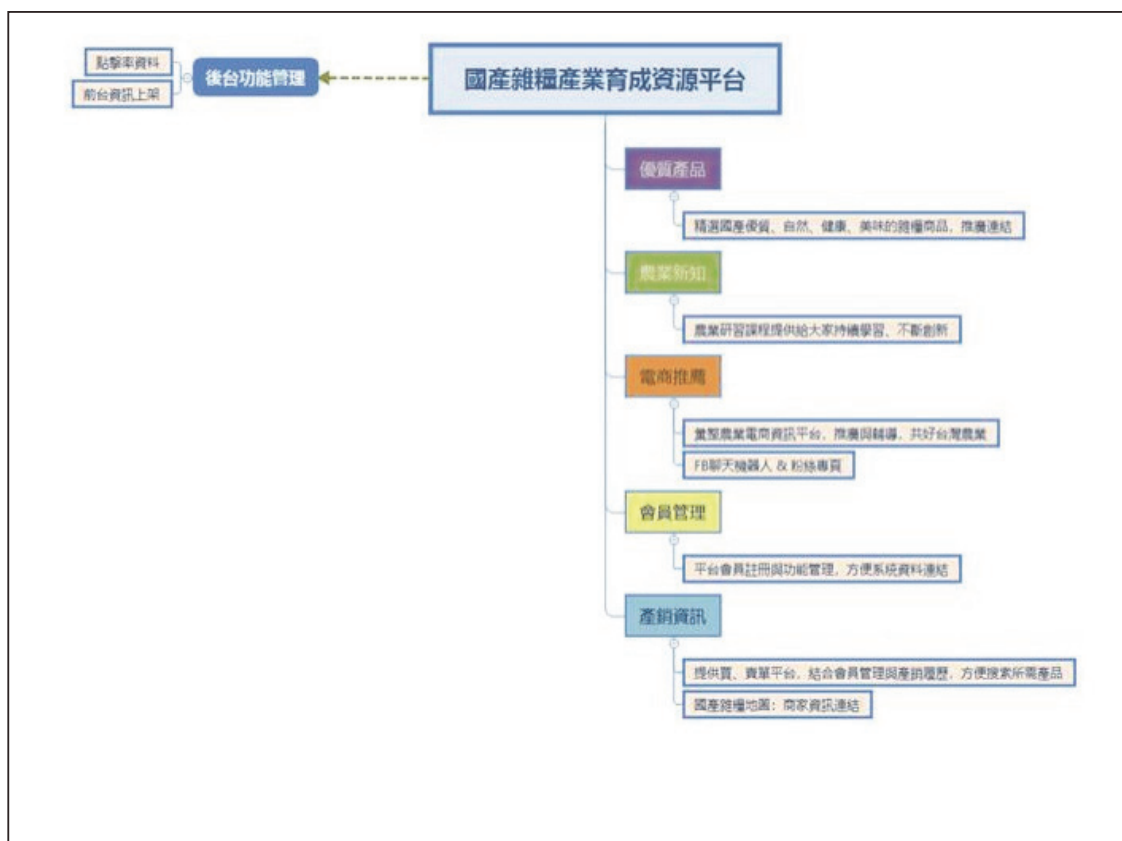 國產雜糧產業育成資源平台
後台功能管理
點擊率資料
前台資訊上架
優質產品
精選國產優質、自然、健康、美味的雜糧商品，推廣連結
農業新知
農業研習課程提供給大家持續學習、不斷創新
電商推薦
彙整農業電商資訊平台，推廣與輔導，共好台灣農業
FB聊天機器人 & 粉絲專頁
會員管理
平台會員註冊與功能管理，方便系統資料連結
產銷資訊
提供買、賣單平台，結合會員管理與產銷履歷，方便搜索所需產品
國產雜糧地圖：商家資訊連結